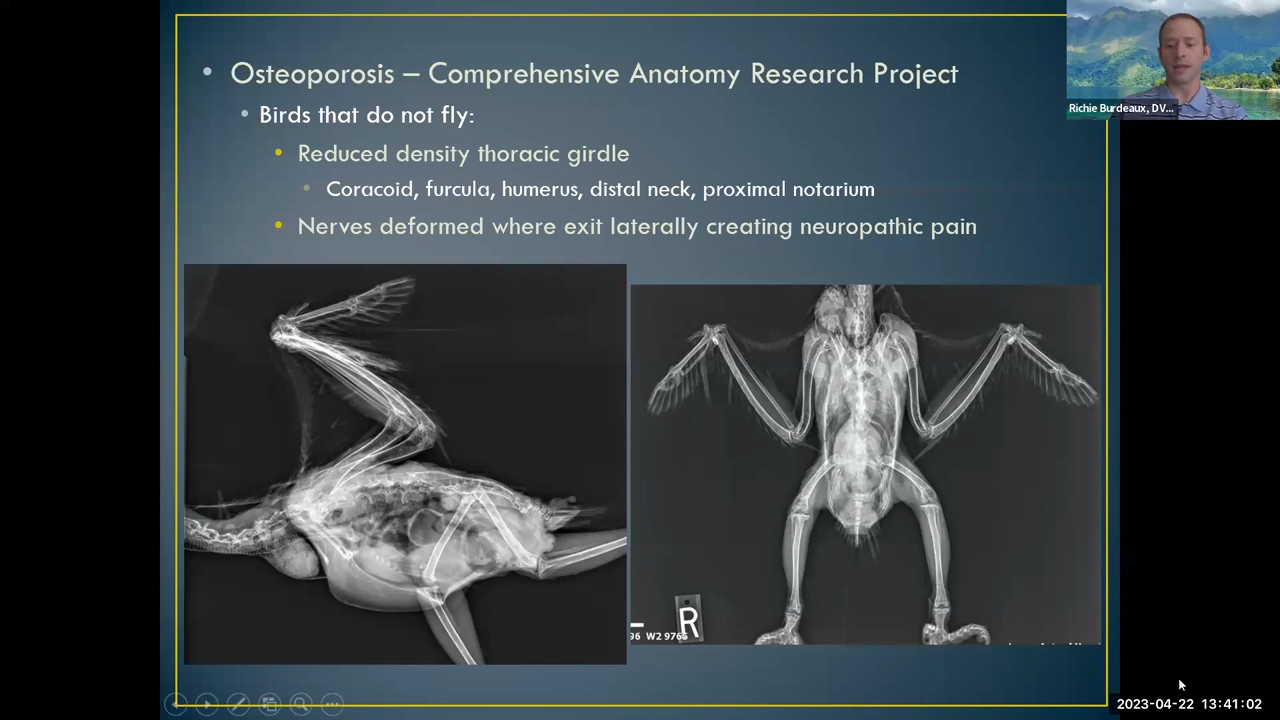 • Osteoporosis – Comprehensive Anatomy Research Project
• Birds that do not fly:
• Reduced density thoracic girdle
• Coracoid, furcula, humerus, distal neck, proximal notarium
• Nerves deformed where exit laterally creating neuropathic pain
Richie Burdeaux, DV...
R
96 W2 9765
2023-04-22 13:41:02